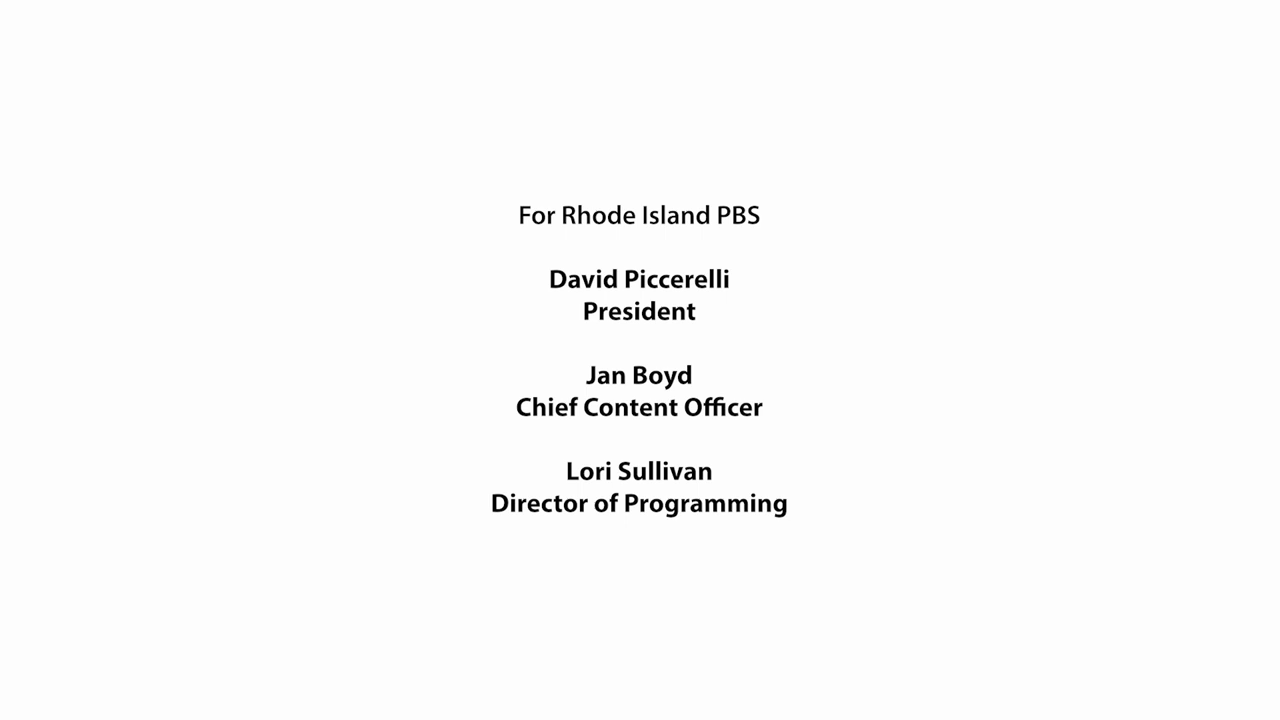 For Rhode Island PBS
David Piccerelli
President
Jan Boyd
Chief Content Officer
Lori Sullivan
Director of Programming